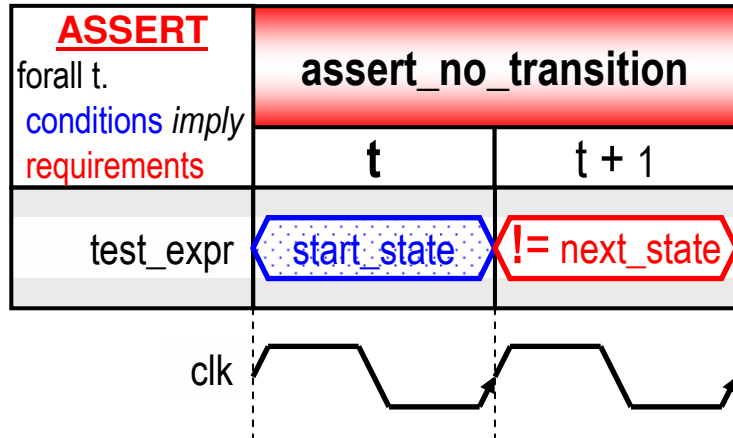 ASSERT
forall t.
conditions imply
requirements
assert_no_transition
t
t + 1
test_expr
start_state
!= next_state
clk